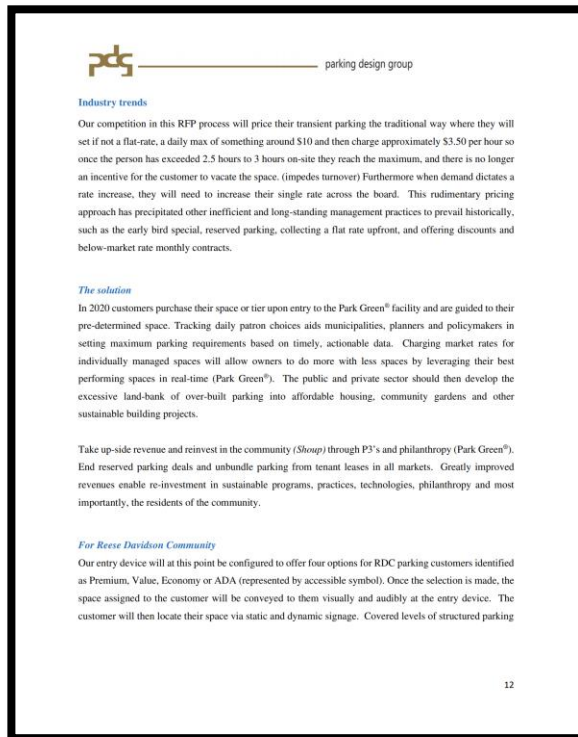 pdg
parking design group
Industry trends
Our competition in this RFP process will price their transient parking the traditional way where they will
set if not a flat-rate, a daily max of something around $10 and then charge approximately $3.50 per hour so
once the person has exceeded 2.5 hours to 3 hours on-site they reach the maximum, and there is no longer
an incentive for the customer to vacate the space. (impedes turnover) Furthermore when demand dictates a
rate increase, they will need to increase their single rate across the board. This rudimentary pricing
approach has precipitated other inefficient and long-standing management practices to prevail historically,
such as the early bird special, reserved parking, collecting a flat rate upfront, and offering discounts and
below-market rate monthly contracts.
The solution
In 2020 customers purchase their space or tier upon entry to the Park Green® facility and are guided to their
pre-determined space. Tracking daily patron choices aids municipalities, planners and policymakers in
setting maximum parking requirements based on timely, actionable data. Charging market rates for
individually managed spaces will allow owners to do more with less spaces by leveraging their best
performing spaces in real-time (Park Green®). The public and private sector should then develop the
excessive land-bank of over-built parking into affordable housing, community gardens and other
sustainable building projects.
Take up-side revenue and reinvest in the community (Shoup) through P3's and philanthropy (Park Green®).
End reserved parking deals and unbundle parking from tenant leases in all markets. Greatly improved
revenues enable re-investment in sustainable programs, practices, technologies, philanthropy and most
importantly, the residents of the community.
For Reese Davidson Community
Our entry device will at this point be configured to offer four options for RDC parking customers identified
as Premium, Value, Economy or ADA (represented by accessible symbol). Once the selection is made, the
space assigned to the customer will be conveyed to them visually and audibly at the entry device. The
customer will then locate their space via static and dynamic signage. Covered levels of structured parking
12